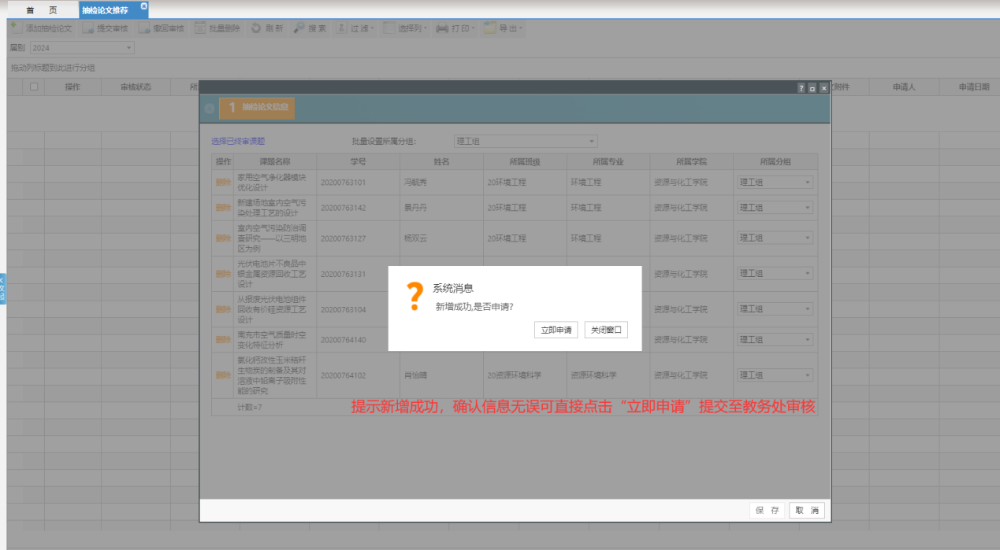 首 页 抽检论文推荐
添加抽检论文 提交审核 撤回审核 批量删除 刷 新 搜 索 过 滤 选择列 打 印 导 出
届别 2024
拖动列标题到此进行分组
操作 审核状态 所 附件 申请人 申请日期
? 
1 抽检论文信息
选择已终审课题 批量设置所属分组： 理工组
操作 课题名称 学号 姓名 所属班级 所属专业 所属学院 所属分组
删除 家用空气净化器模块 20200763101 冯毓秀 20环境工程 环境工程 资源与化工学院 理工组
优化设计
删除 新建场地室内空气污 20200763142 景丹丹 20环境工程 环境工程 资源与化工学院 理工组
染处理工艺的设计
室内空气污染防治调
删除 查研究——以三明地 20200763127 杨双云 20环境工程 环境工程 资源与化工学院 理工组
区为例
光伏电池片不良品中
删除 银金属资源回收工艺 20200763131 资源与化工学院 理工组
设计
从报废光伏电池组件
删除 回收有价硅资源工艺 20200763104 资源与化工学院 理工组
设计
删除 南充市空气质量时空 20200764140 资源与化工学院 理工组
变化特征分析
氯化钙改性玉米秸秆
生物炭的制备及其对
删除 溶液中铅离子吸附性 20200764102 肖怡晴 20资源环境科学 资源环境科学 资源与化工学院 理工组
能的研究
计数=7
系统消息
新增成功,是否申请?
立即申请 关闭窗口
提示新增成功，确认信息无误可直接点击“立即申请”提交至教务处审核
保 存 取 消